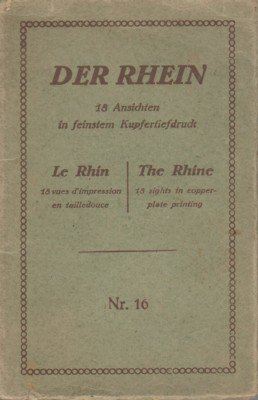 DER RHEIN
18 Ansichten
in feinstem Kupfertiefdruck
Le Rhin
18 vues d'impression
en tailledouce
The Rhine
18 sights in copper-
plate printing
Nr. 16